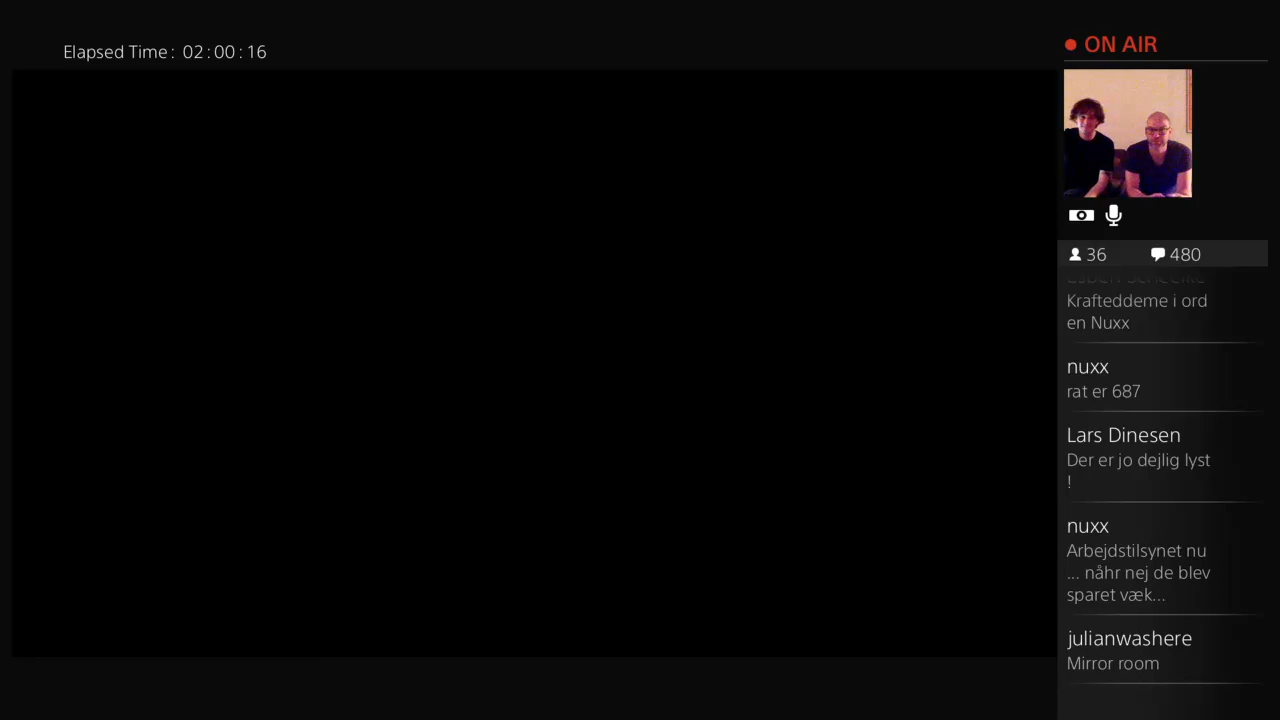 Elapsed Time: 02:00:16
ON AIR
36 480
Krafteddeme i ord
en Nuxx
nuxx
rat er 687
Lars Dinesen
Der er jo dejlig lyst
!
nuxx
Arbejdstilsynet nu
... nåhr nej de blev
sparet væk...
julianwashere
Mirror room